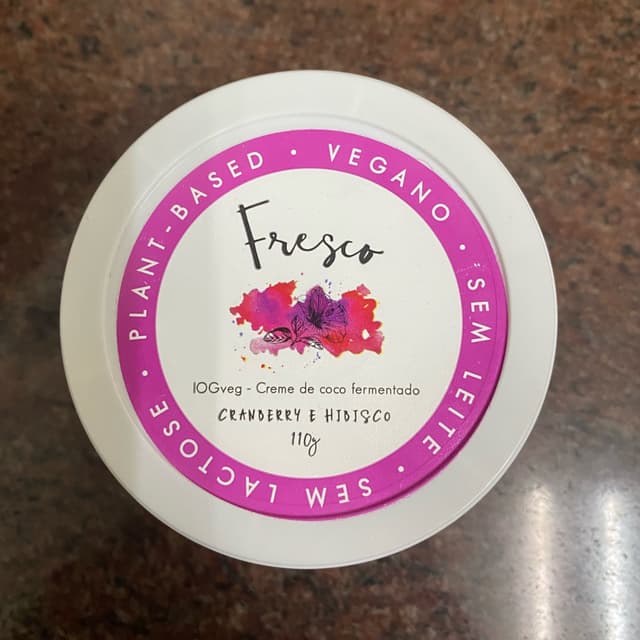 PLANT-BASED • VEGANO • SEM LEITE • SEM LACTOSE •
Fresco
IOGveg - Creme de coco fermentado
CRANBERRY E HIBISCO
110g